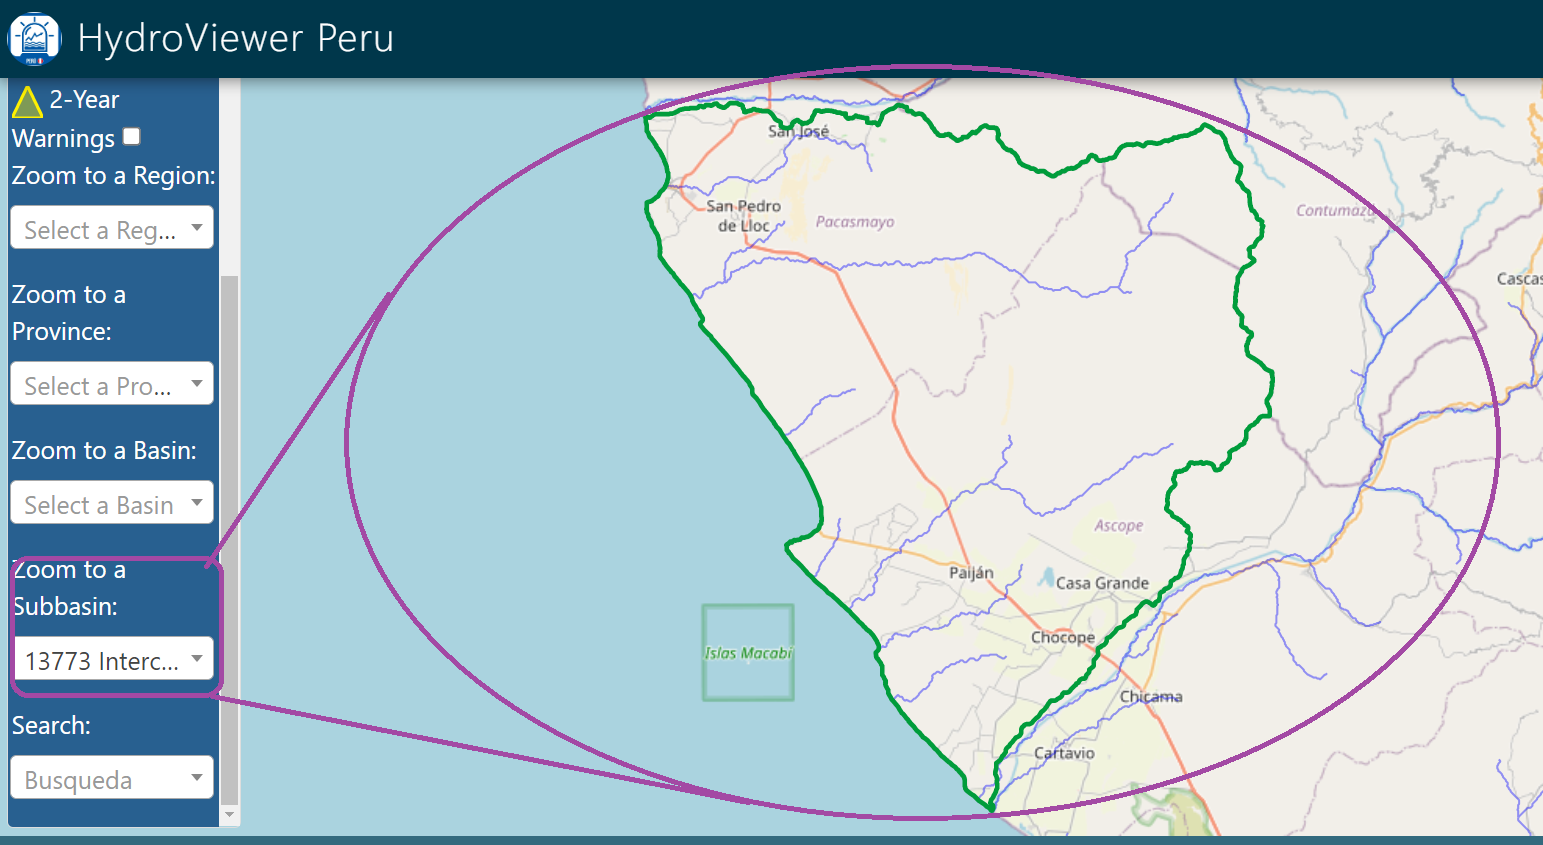 HydroViewer Peru
2-Year
Warnings
Zoom to a Region:
Select a Reg...
Zoom to a
Province:
Select a Pro...
Zoom to a Basin:
Select a Basin
Zoom to a
Subbasin:
13773 Interc...
Search:
Busqueda
San José
San Pedro
de Lloc
Pacasmayo
Contumazá
Cascas
Ascope
Paiján
Casa Grande
Chocope
Islas Macabí
Chicama
Cartavio